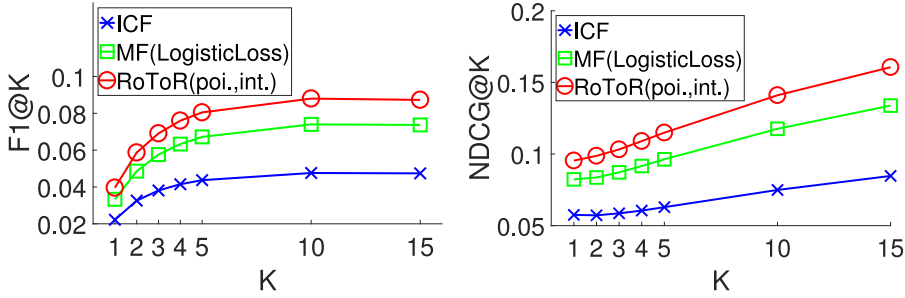 ICF
MF(LogisticLoss)
RoToR(poi.,int.)
F1@K
0.1
0.08
0.06
0.04
0.02
1 2 3 4 5 10 15
K
ICF
MF(LogisticLoss)
RoToR(poi.,int.)
NDCG@K
0.2
0.15
0.1
0.05
1 2 3 4 5 10 15
K